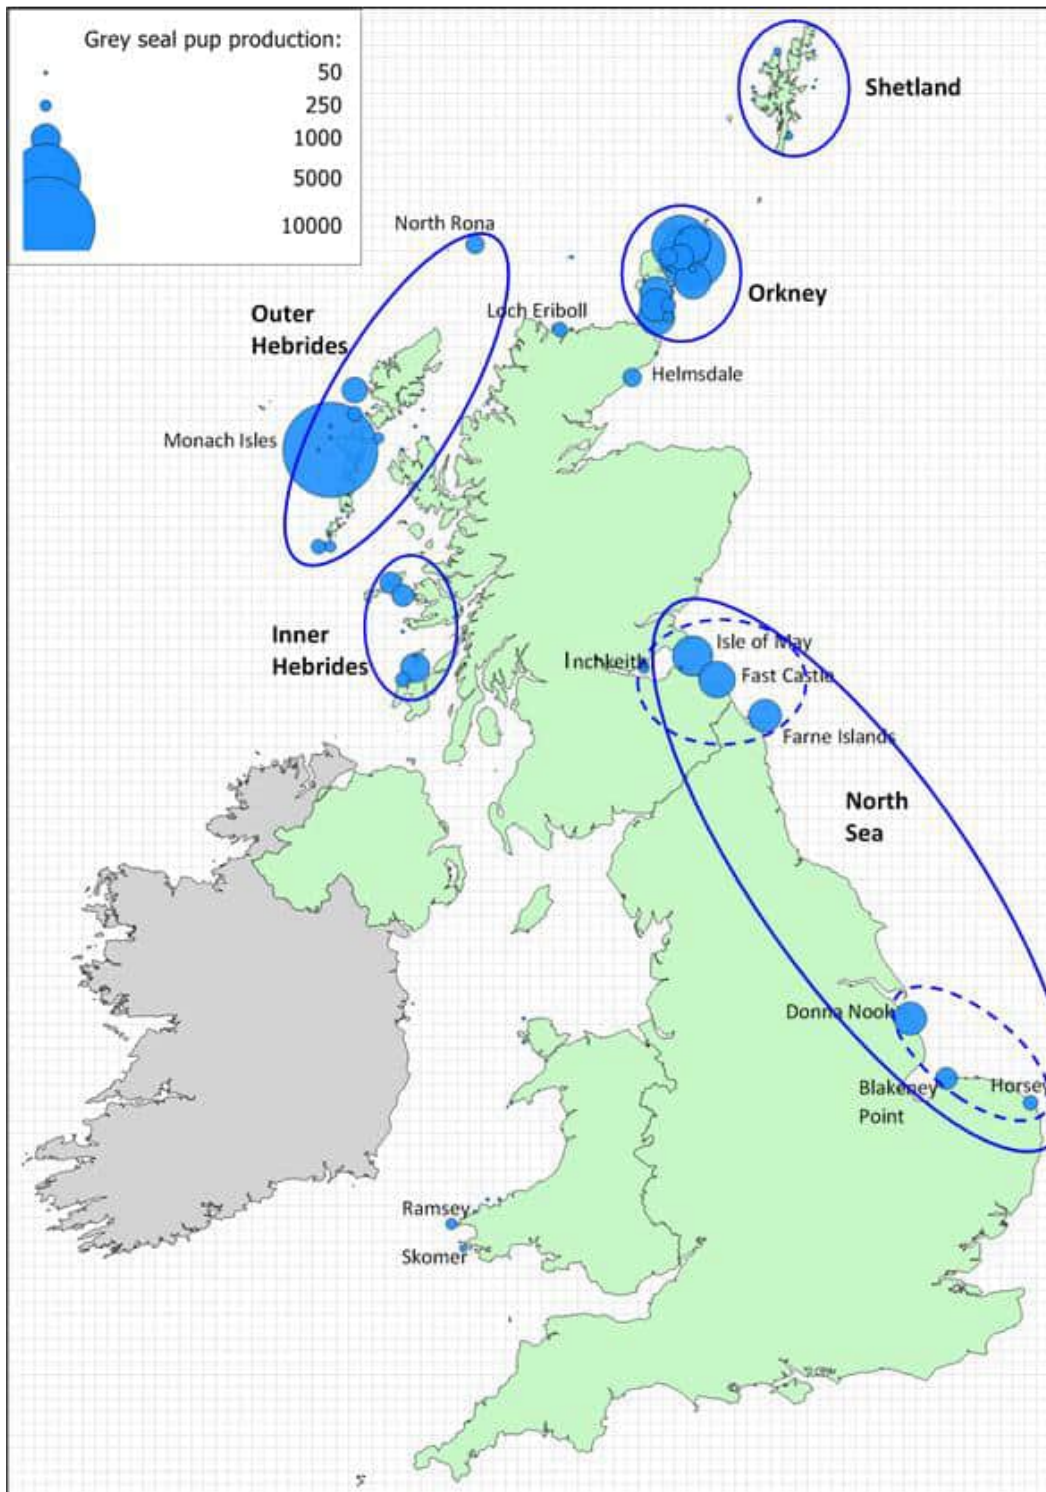 Grey seal pup production:
50
250
1000
5000
10000
Shetland
North Rona
Orkney
Outer
Hebrides
Loch Eriboll
Helmsdale
Monach Isles
Inner
Hebrides
Isle of May
Inchkeith
Fast Castle
Farne Islands
North
Sea
Donna Nook
Blakeney
Point
Horsey
Ramsey
Skomer